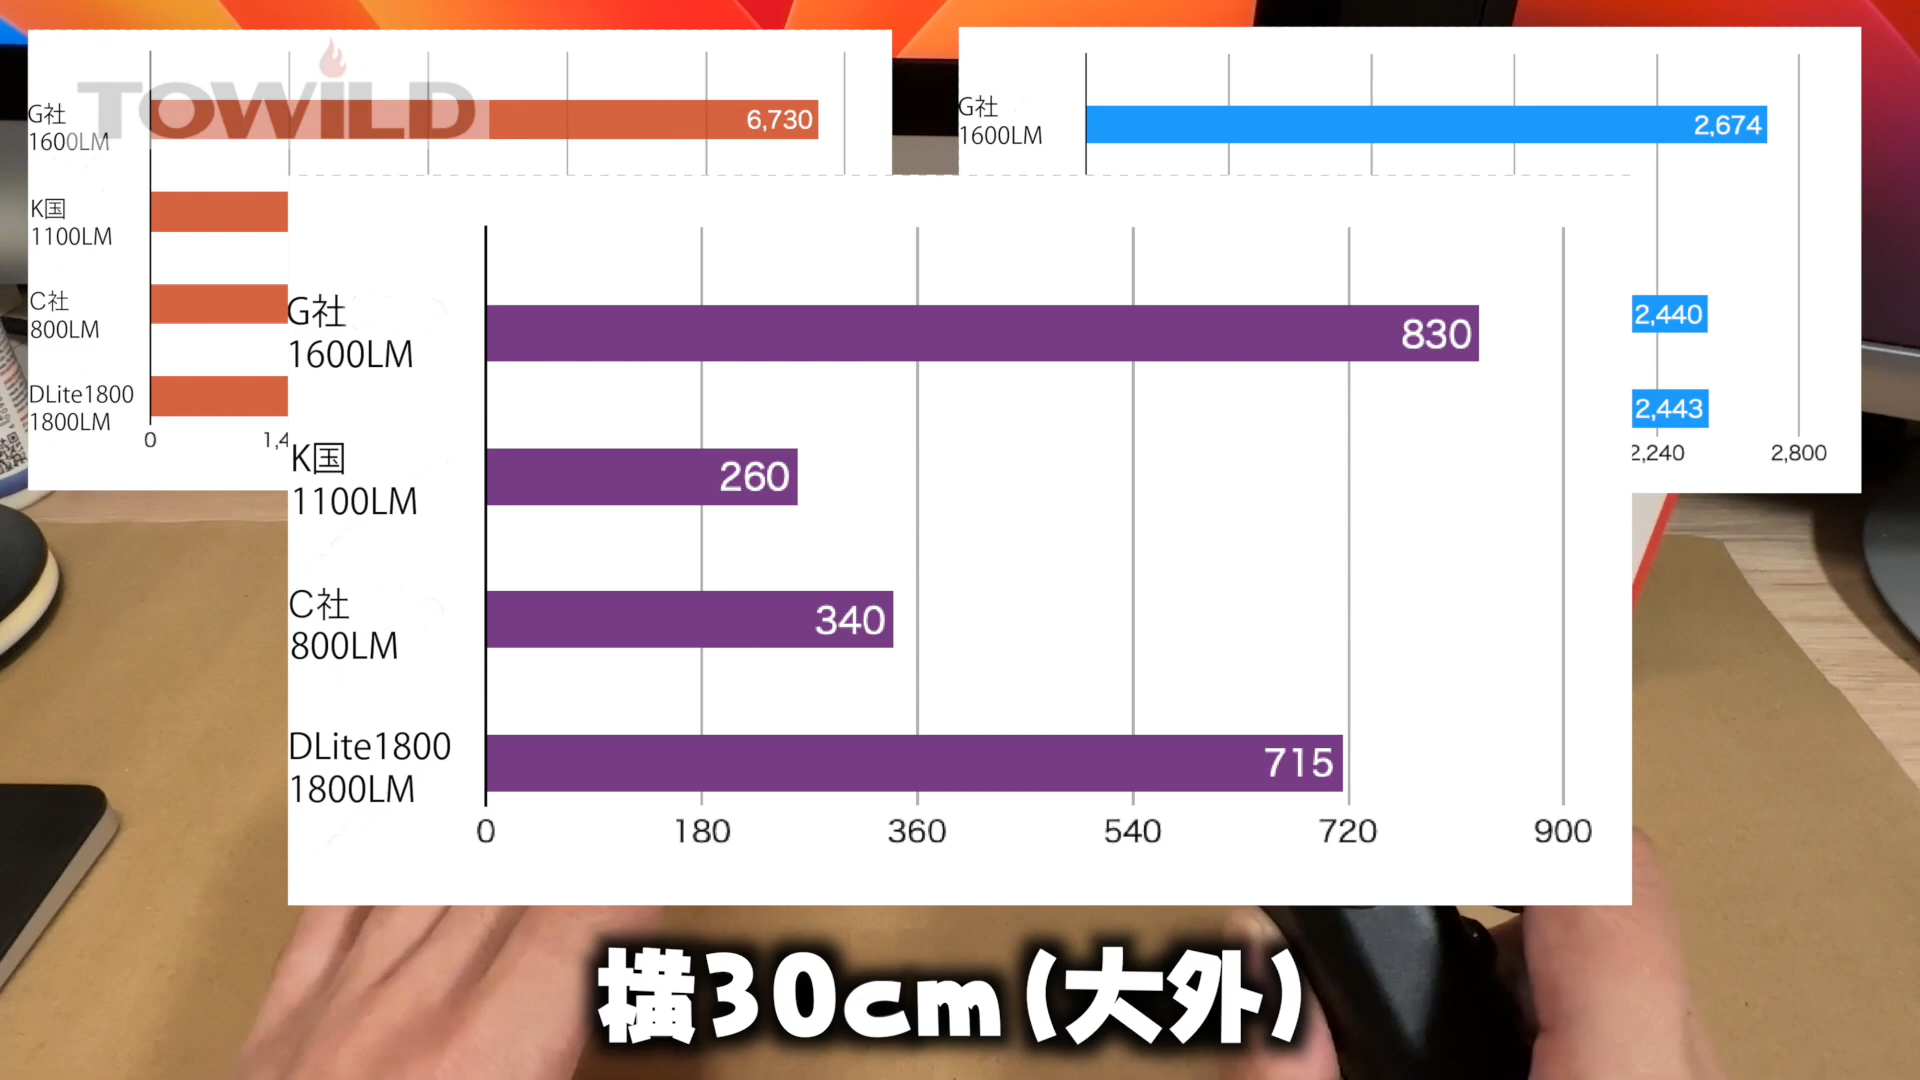 TOWILD
G社
1600LM
6,730
K国
1100LM
C社
800LM
DLite1800
1800LM
0
1,4
G社
1600LM
2,674
2,440
2,443
2,240
2,800
G社
1600LM
830
K国
1100LM
260
C社
800LM
340
DLite1800
1800LM
715
0
180
360
540
720
900
横30cm(大外)